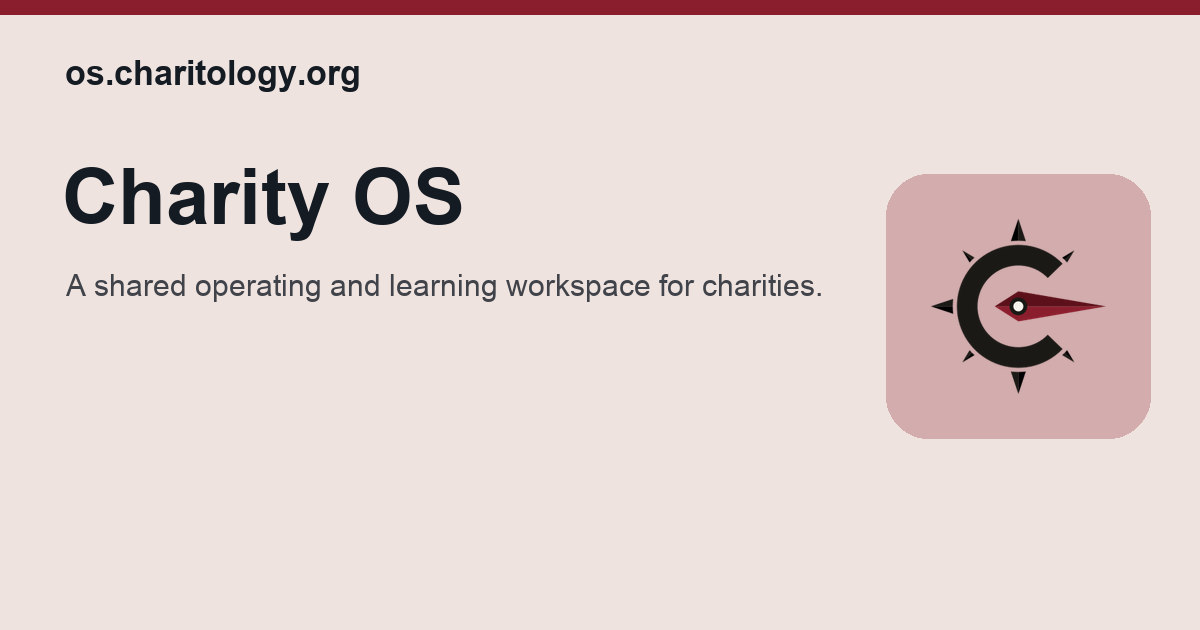 os.charitology.org
Charity OS
A shared operating and learning workspace for charities.